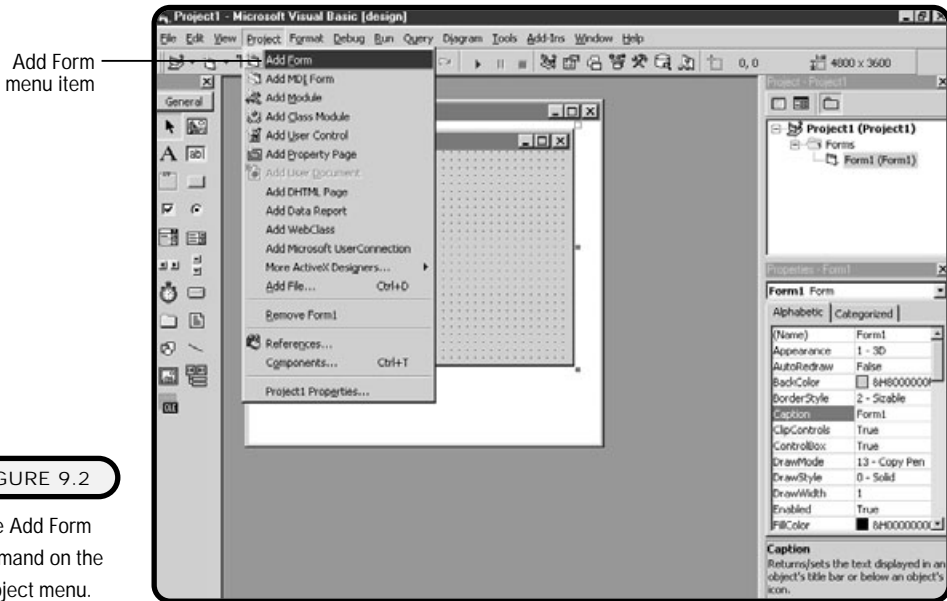 Project1 - Microsoft Visual Basic [design]
File Edit View Project Format Debug Run Query Diagram Tools Add-Ins Window Help
Add Form
menu item
0, 0
4800 x 3600
General
Add Form
Add MDI Form
Add Module
Add Class Module
Add User Control
Add Property Page
Add User Document
Add DHTML Page
Add Data Report
Add WebClass
Add Microsoft UserConnection
More ActiveX Designers...
Add File... Ctrl+D
Remove Form1
References...
Components... Ctrl+T
Project1 Properties...
Project - Project1
Project1 (Project1)
Forms
Form1 (Form1)
Properties - Form1
Form1 Form
Alphabetic Categorized
(Name) Form1
Appearance 1 - 3D
AutoRedraw False
BackColor &H8000000
BorderStyle 2 - Sizable
Caption Form1
ClipControls True
ControlBox True
DrawMode 13 - Copy Pen
DrawStyle 0 - Solid
DrawWidth 1
Enabled True
FillColor &H0000000
Caption
Returns/sets the text displayed in an
object's title bar or below an object's
icon.
GURE 9.2
e Add Form
mand on the
ject menu.